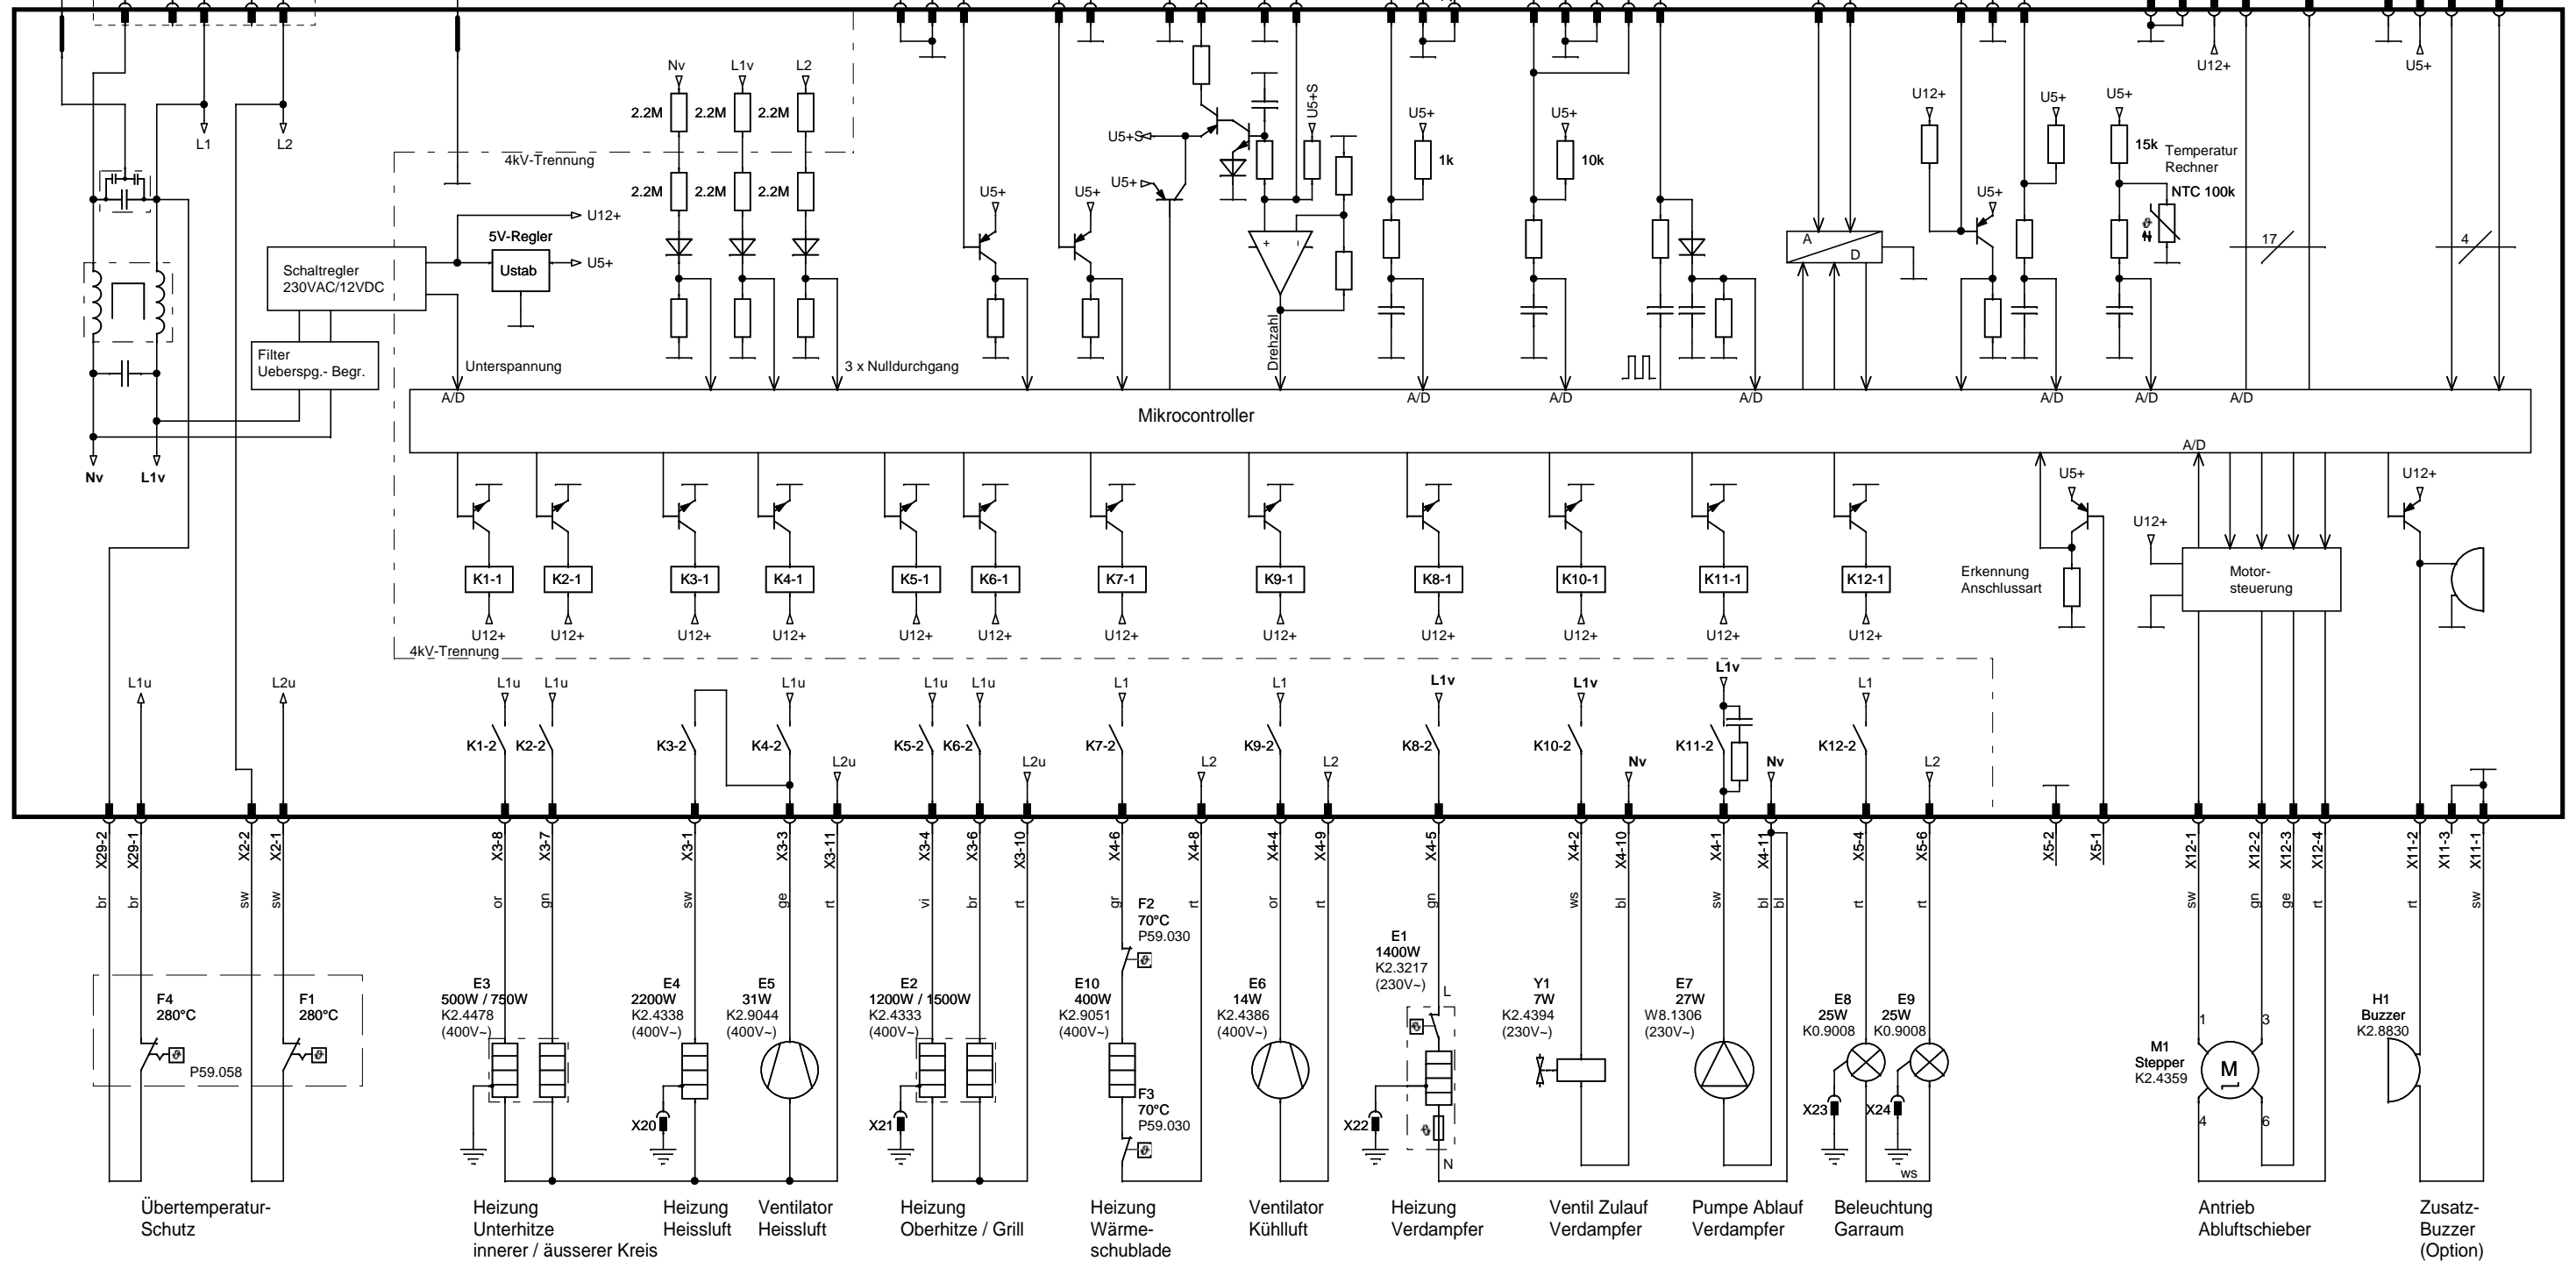 Nv L1v L2
U12+ U5+
2.2M 2.2M 2.2M
U5+S
U12+ U5+ U5+
U5+ U5+
U5+S
L1 L2
1k 10k
15k Temperatur
Rechner
4kV-Trennung
U5+
2.2M 2.2M 2.2M
U5+ U5+ U5+ NTC 100k
ϑ
U12+
5V-Regler
+ -
A
D
17 4
Schaltregler
230VAC/12VDC
Ustab U5+
Drehzahl
Filter
Ueberspg.- Begr.
Unterspannung
3 x Nulldurchgang
A/D A/D A/D A/D A/D A/D A/D
Mikrocontroller
A/D
Nv L1v
U5+ U12+
U12+
K1-1 K2-1 K3-1 K4-1 K5-1 K6-1 K7-1 K9-1 K8-1 K10-1 K11-1 K12-1
Erkennung
Anschlussart
Motor-
steuerung
U12+ U12+ U12+ U12+ U12+ U12+ U12+ U12+ U12+ U12+ U12+ U12+
4kV-Trennung
L1u L2u L1u L1u L1u L1u L1u L1 L1 L1v L1v L1v L1
K1-2 K2-2 K3-2 K4-2 K5-2 K6-2 K7-2 K9-2 K8-2 K10-2 K11-2 K12-2
L2u L2u L2 L2 Nv Nv L2
X29-2 X29-1 X2-2 X2-1 X3-8 X3-7 X3-1 X3-3 X3-11 X3-4 X3-6 X3-10 X4-6 X4-8 X4-4 X4-9 X4-5 X4-2 X4-10 X4-1 X4-11 X5-4 X5-6 X5-2 X5-1 X12-1 X12-2 X12-3 X12-4 X11-2 X11-3 X11-1
br br sw sw or gn sw ge rt vi br rt gr rt or rt gn ws bl sw bl bl rt rt sw gn ge rt rt sw
F2
70°C
P59.030
ϑ
F4
280°C
ϑ
P59.058
F1
280°C
ϑ
E3
500W / 750W
K2.4478
(400V~)
E4
2200W
K2.4338
(400V~)
X20
E5
31W
K2.9044
(400V~)
E2
1200W / 1500W
K2.4333
(400V~)
X21
E10
400W
K2.9051
F3
70°C
P59.030
ϑ
E6
14W
K2.4386
(400V~)
E1
1400W
K2.3217
(230V~)
L
ϑ
X22
ϑ
N
Y1
7W
K2.4394
(230V~)
E7
27W
W8.1306
(230V~)
E8
25W
K0.9008
X23
E9
25W
K0.9008
X24
ws
1 3
M1
Stepper
K2.4359
M
4 6
H1
Buzzer
K2.8830
Übertemperatur-
Schutz
Heizung
Unterhitze
innerer / äusserer Kreis
Heizung
Heissluft
Ventilator
Heissluft
Heizung
Oberhitze / Grill
Heizung
Wärme-
schublade
Ventilator
Kühlluft
Heizung
Verdampfer
Ventil Zulauf
Verdampfer
Pumpe Ablauf
Verdampfer
Beleuchtung
Garraum
Antrieb
Abluftschieber
Zusatz-
Buzzer
(Option)